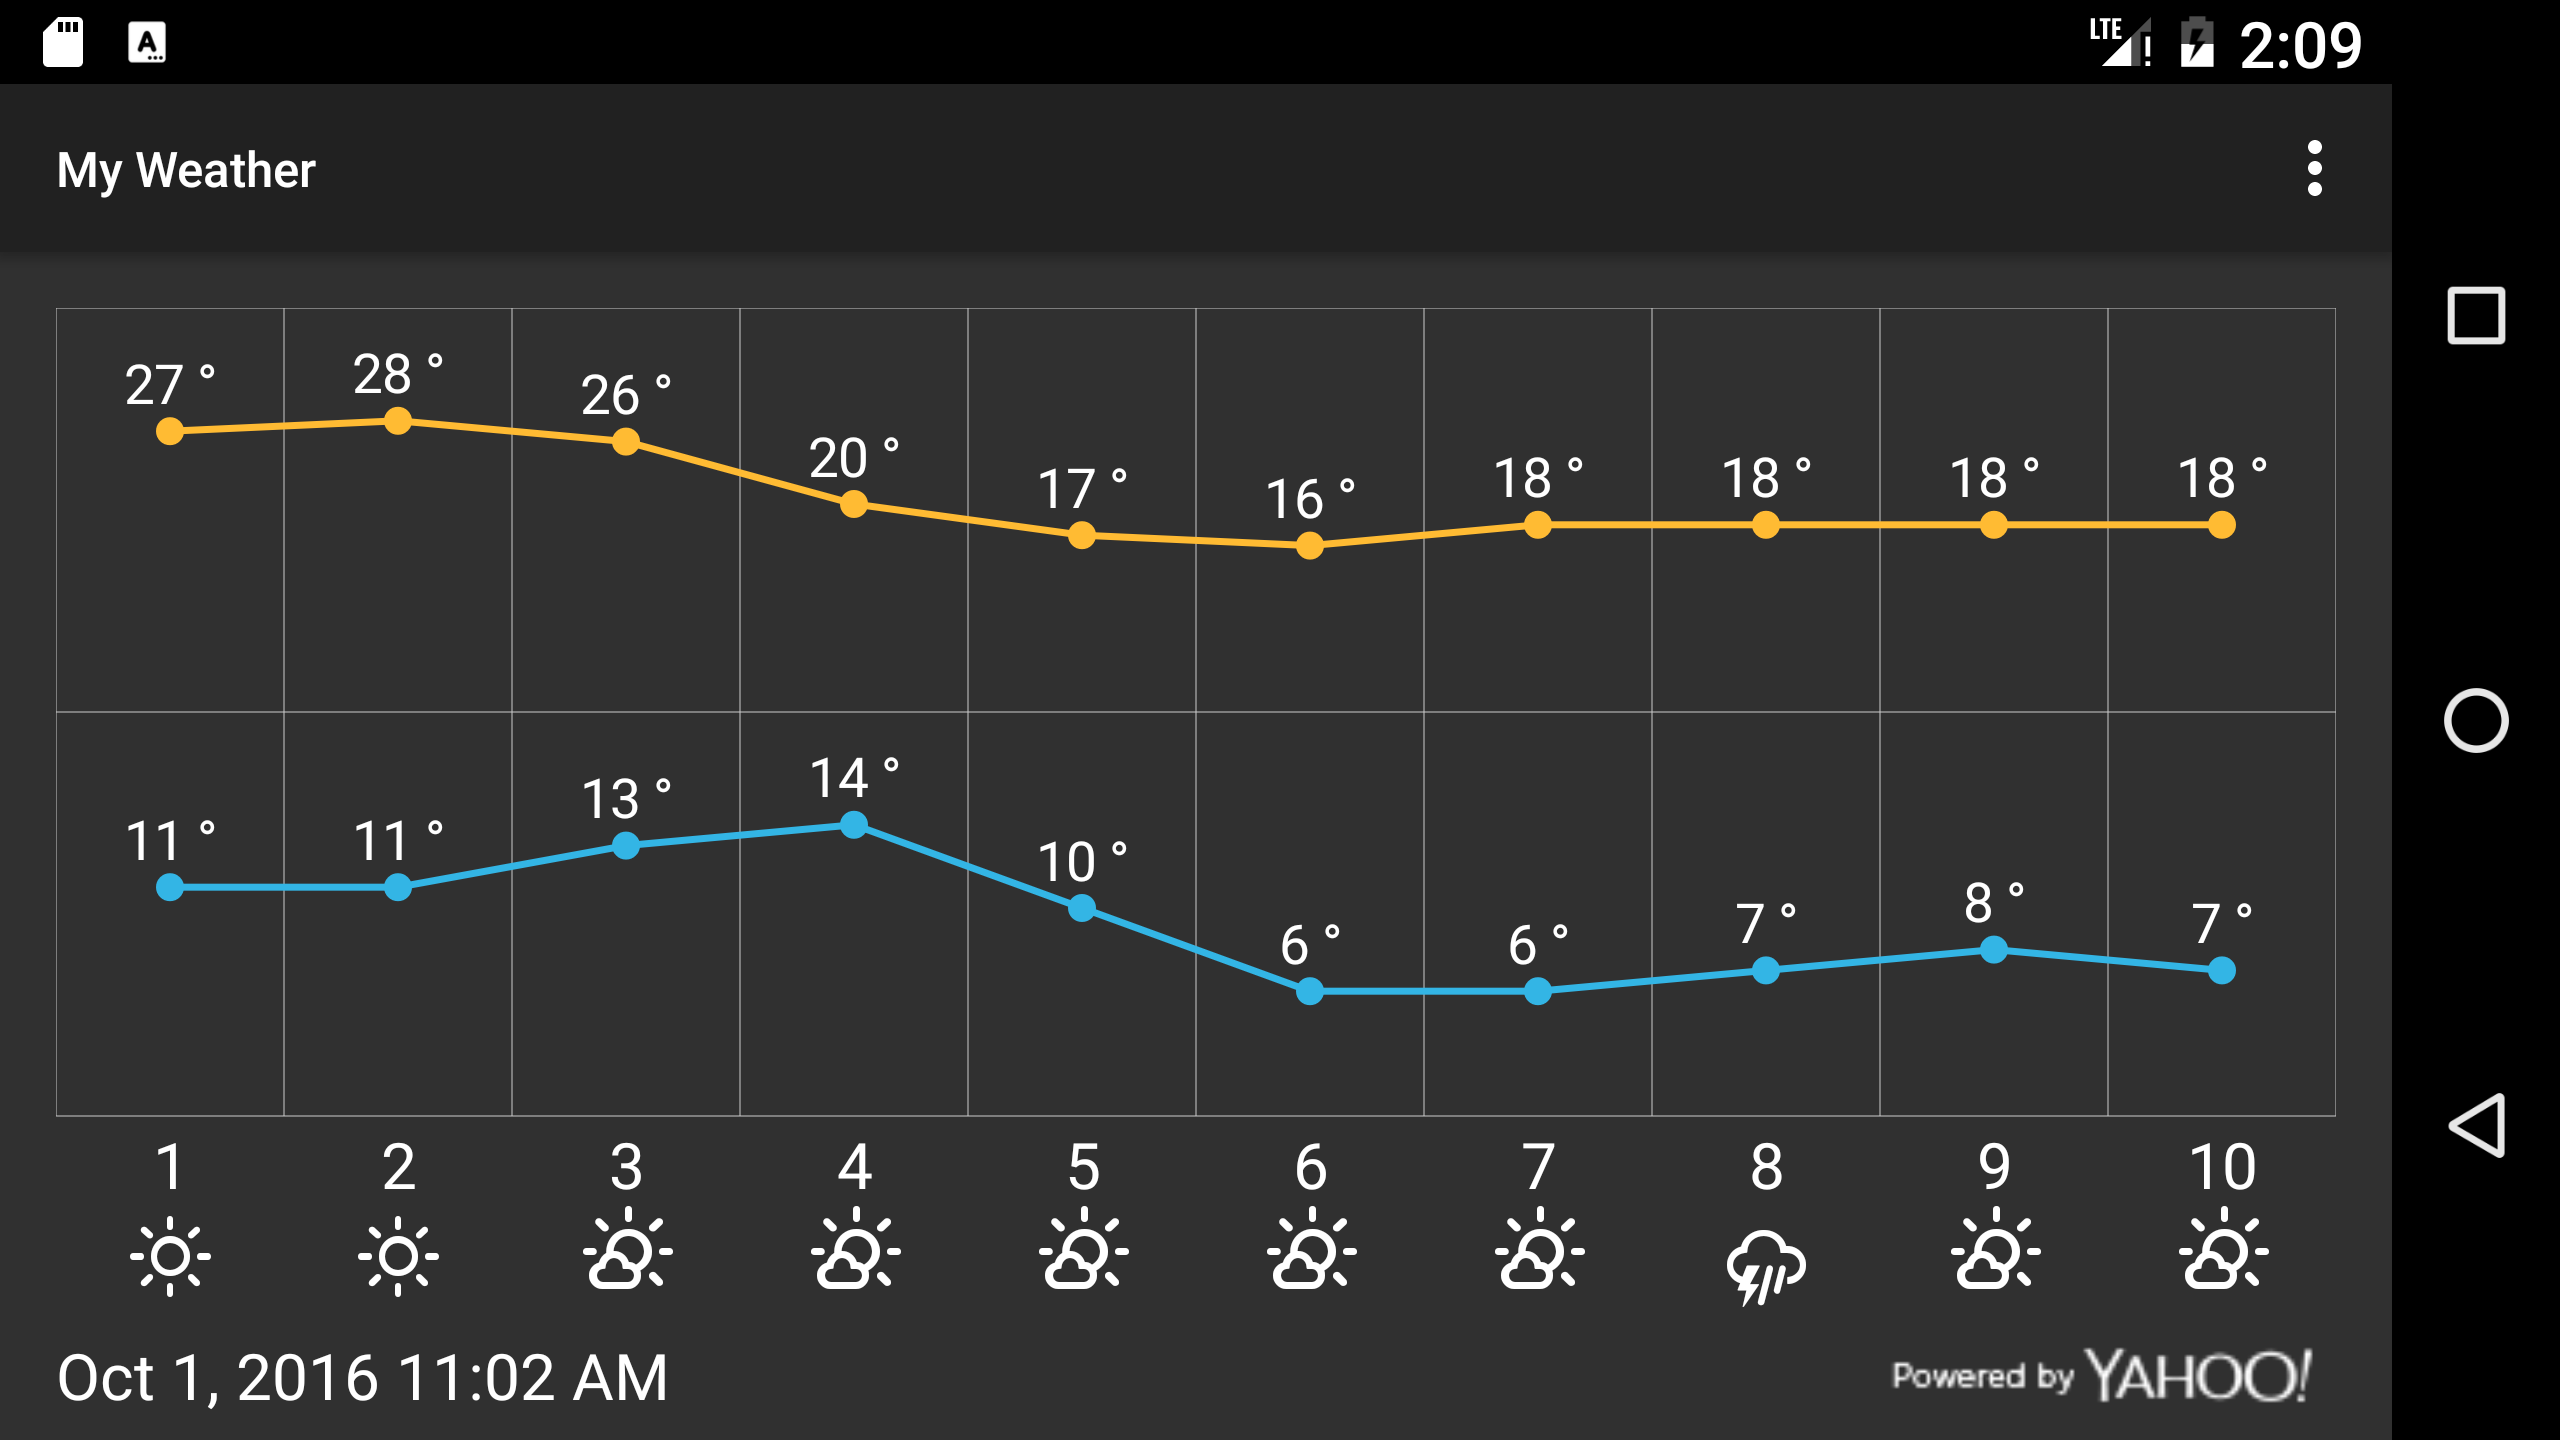 A
LTE 2:09
My Weather
27 ° 28 ° 26 ° 20 ° 17 ° 16 ° 18 ° 18 ° 18 ° 18 °
11 ° 11 ° 13 ° 14 ° 10 ° 6 ° 6 ° 7 ° 8 ° 7 °
1 2 3 4 5 6 7 8 9 10
Oct 1, 2016 11:02 AM
Powered by YAHOO!